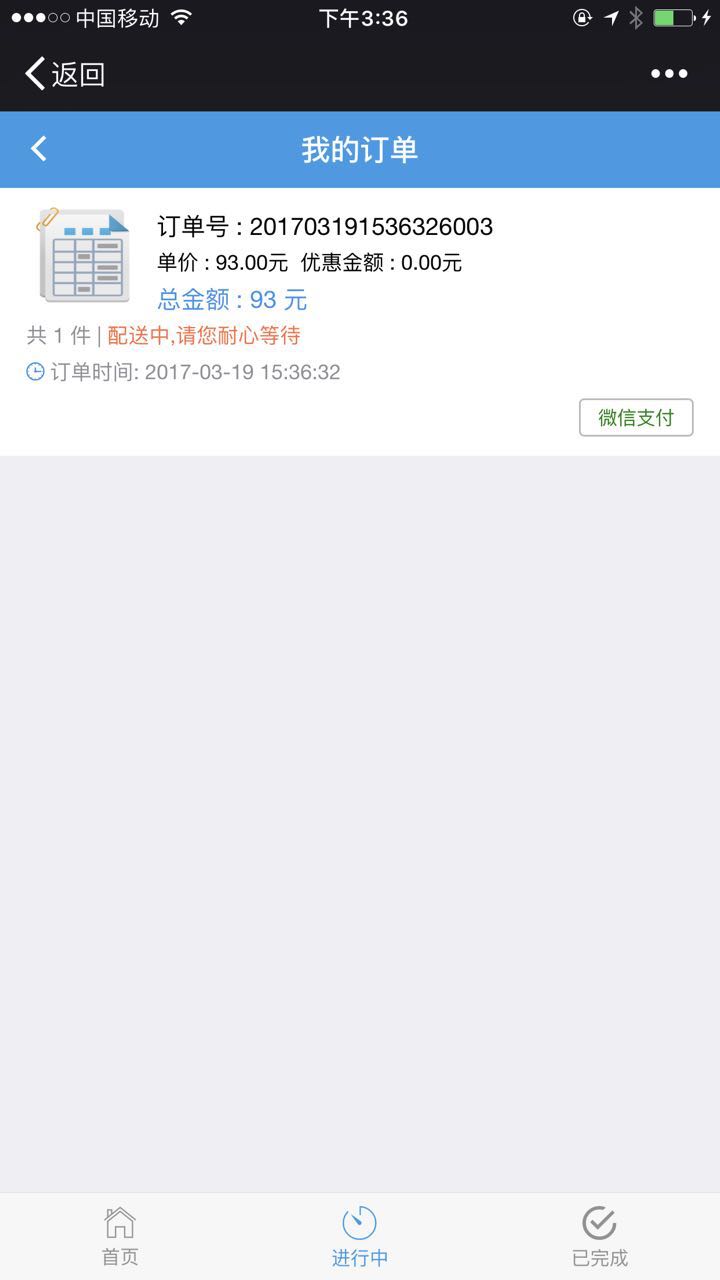 中国移动 下午3:36
返回
我的订单
订单号 : 201703191536326003
单价 : 93.00元 优惠金额 : 0.00元
总金额 : 93 元
共 1 件 | 配送中,请您耐心等待
订单时间: 2017-03-19 15:36:32
微信支付
首页 进行中 已完成